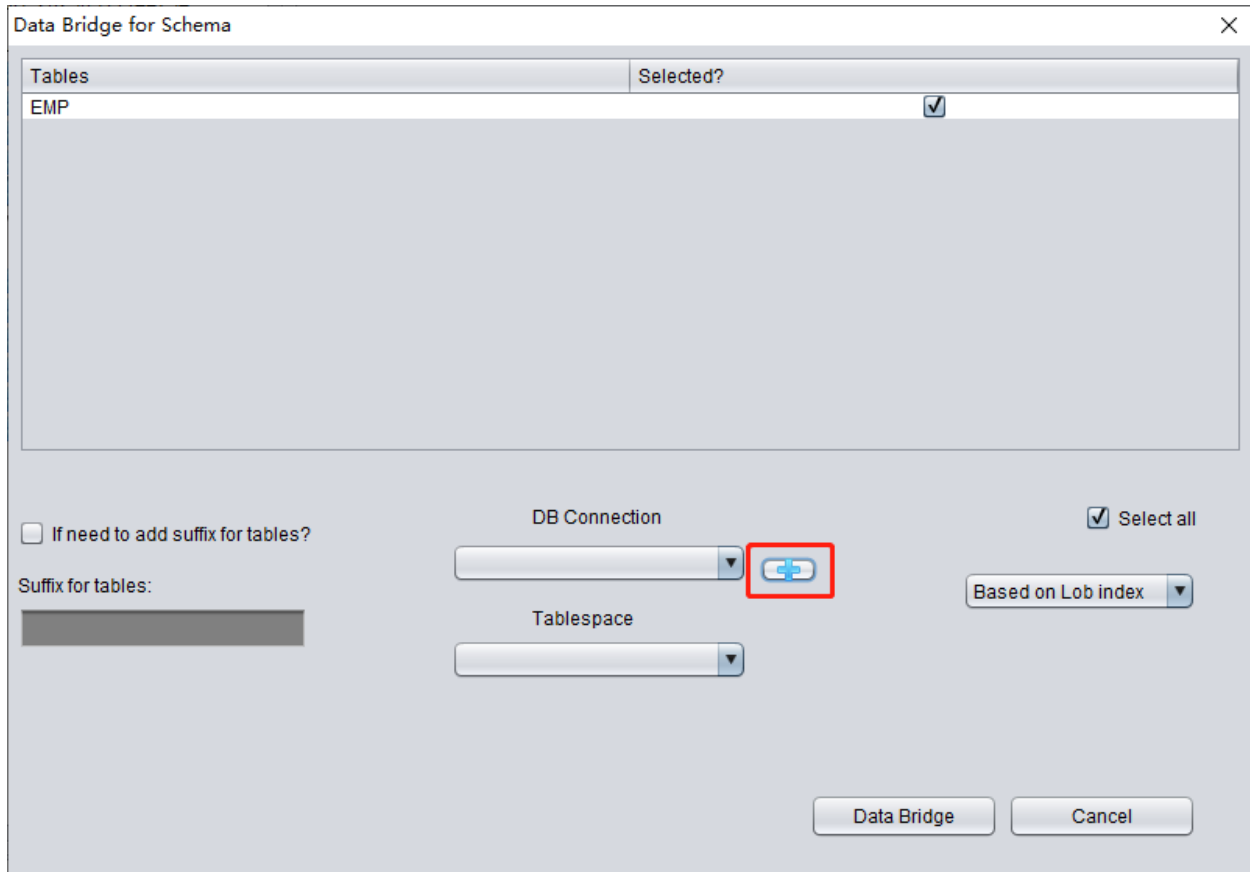 Data Bridge for Schema
Tables Selected?
EMP
If need to add suffix for tables?
Suffix for tables:
DB Connection
Tablespace
Select all
Based on Lob index
Data Bridge Cancel